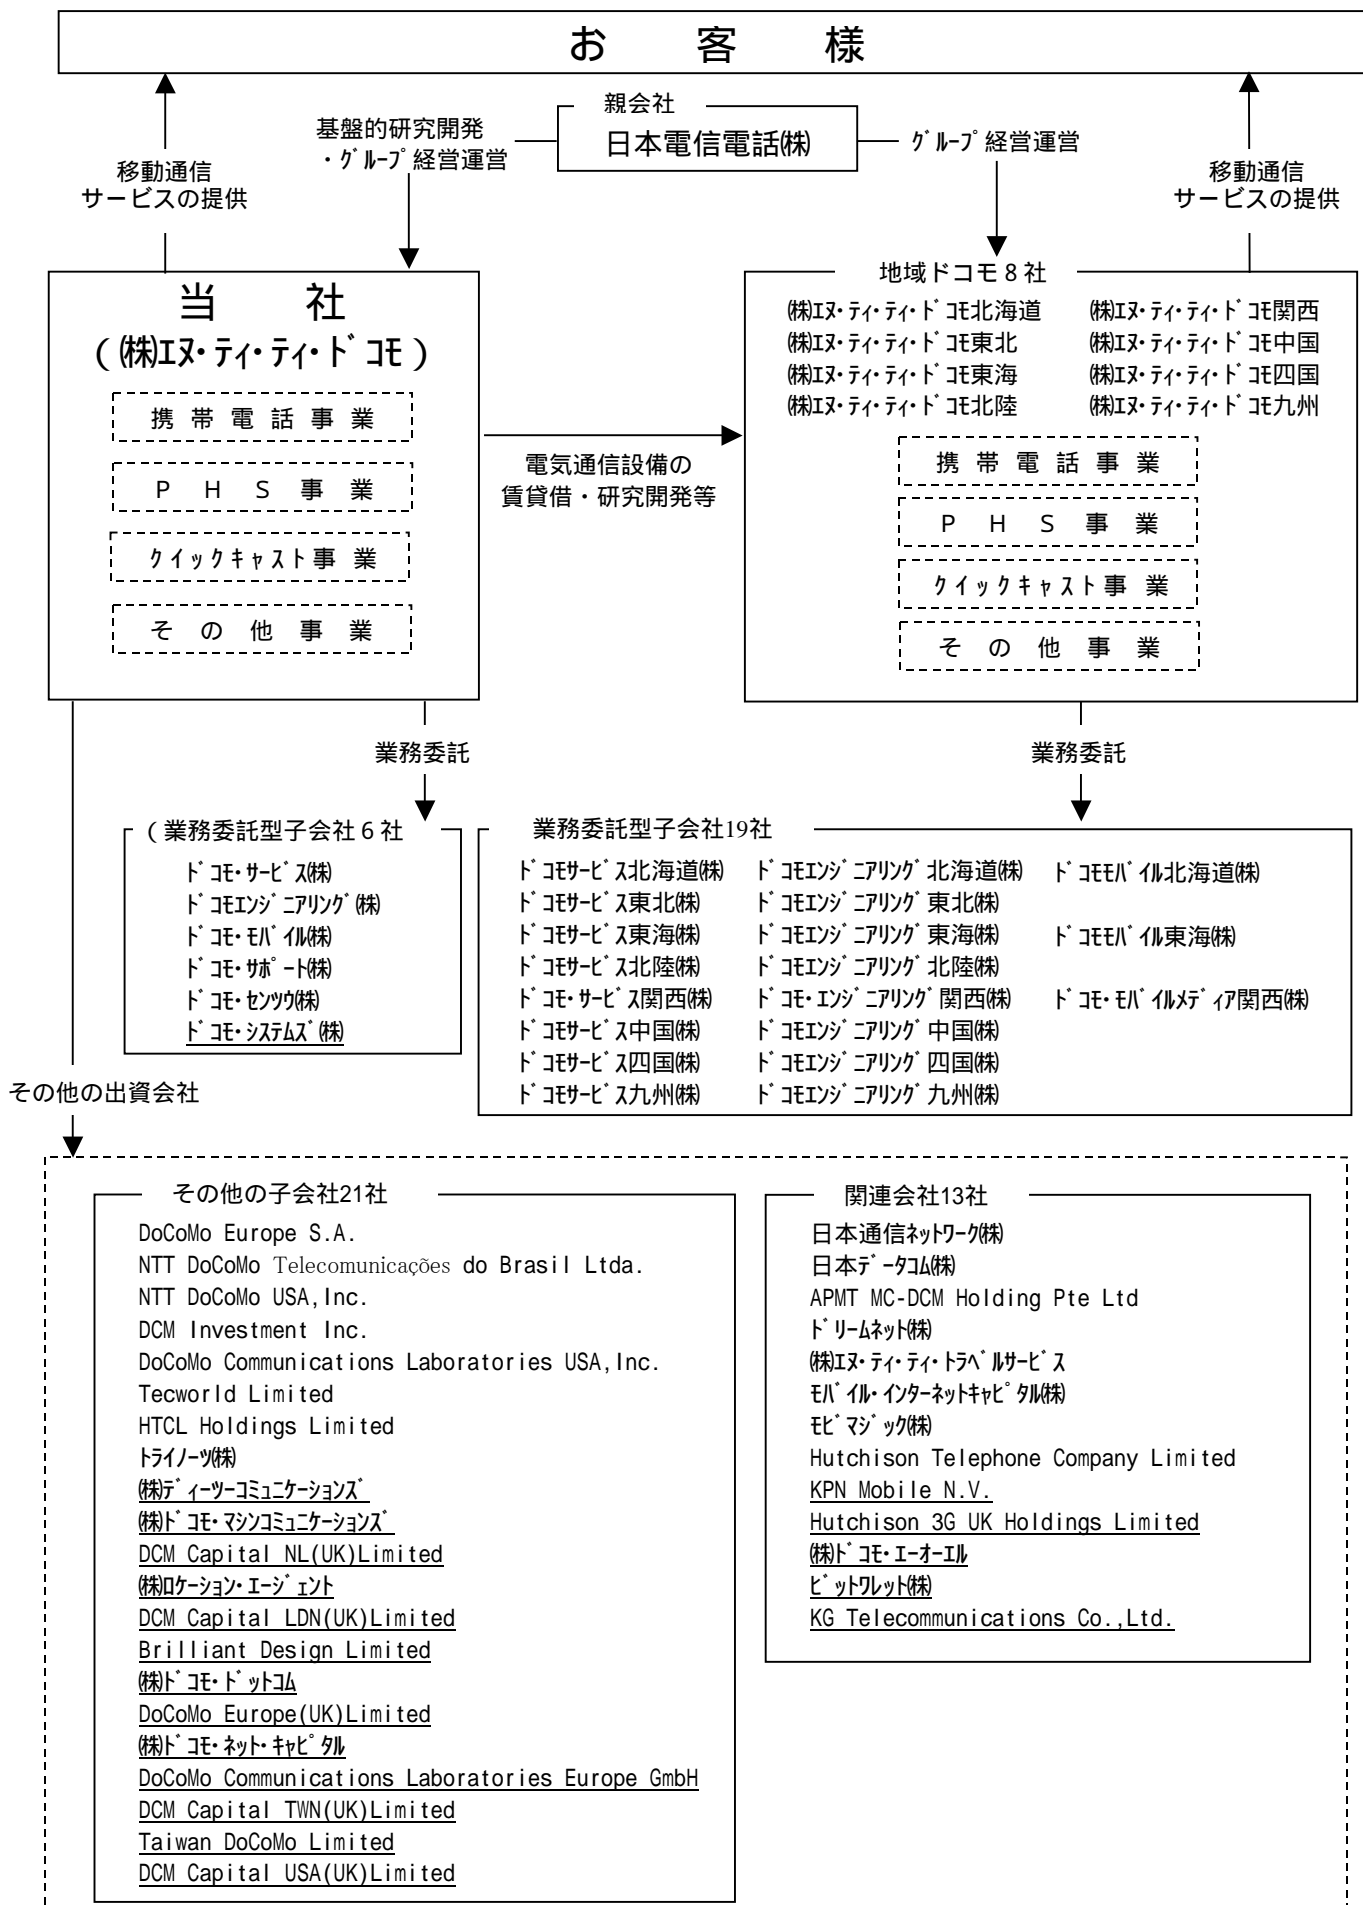 お 客 様
親会社
日本電信電話㈱
基盤的研究開発
・ｸﾞﾙｰﾌﾟ経営運営
ｸﾞﾙｰﾌﾟ経営運営
移動通信
サービスの提供
移動通信
サービスの提供
当 社
（㈱ｴﾇ･ﾃｨ･ﾃｨ･ﾄﾞｺﾓ）
携 帯 電 話 事 業
Ｐ Ｈ Ｓ 事 業
ｸｲｯｸｷｬｽﾄ事 業
そ の 他 事 業
電気通信設備の
賃貸借・研究開発等
地域ドコモ８社
㈱ｴﾇ･ﾃｨ･ﾃｨ･ﾄﾞｺﾓ北海道 ㈱ｴﾇ･ﾃｨ･ﾃｨ･ﾄﾞｺﾓ関西
㈱ｴﾇ･ﾃｨ･ﾃｨ･ﾄﾞｺﾓ東北 ㈱ｴﾇ･ﾃｨ･ﾃｨ･ﾄﾞｺﾓ中国
㈱ｴﾇ･ﾃｨ･ﾃｨ･ﾄﾞｺﾓ東海 ㈱ｴﾇ･ﾃｨ･ﾃｨ･ﾄﾞｺﾓ四国
㈱ｴﾇ･ﾃｨ･ﾃｨ･ﾄﾞｺﾓ北陸 ㈱ｴﾇ･ﾃｨ･ﾃｨ･ﾄﾞｺﾓ九州
携 帯 電 話 事 業
Ｐ Ｈ Ｓ 事 業
ｸｲｯｸｷｬｽﾄ事 業
そ の 他 事 業
業務委託
業務委託
（業務委託型子会社６社
ﾄﾞｺﾓ･ｻｰﾋﾞｽ㈱
ﾄﾞｺﾓｴﾝｼﾞﾆｱﾘﾝｸﾞ㈱
ﾄﾞｺﾓ･ﾓﾊﾞｲﾙ㈱
ﾄﾞｺﾓ･ｻﾎﾟｰﾄ㈱
ﾄﾞｺﾓ･ｾﾝﾂｳ㈱
ﾄﾞｺﾓ･ｼｽﾃﾑｽﾞ㈱
業務委託型子会社19社
ﾄﾞｺﾓｻｰﾋﾞｽ北海道㈱ ﾄﾞｺﾓｴﾝｼﾞﾆｱﾘﾝｸﾞ北海道㈱ ﾄﾞｺﾓﾓﾊﾞｲﾙ北海道㈱
ﾄﾞｺﾓｻｰﾋﾞｽ東北㈱ ﾄﾞｺﾓｴﾝｼﾞﾆｱﾘﾝｸﾞ東北㈱
ﾄﾞｺﾓｻｰﾋﾞｽ東海㈱ ﾄﾞｺﾓｴﾝｼﾞﾆｱﾘﾝｸﾞ東海㈱ ﾄﾞｺﾓﾓﾊﾞｲﾙ東海㈱
ﾄﾞｺﾓｻｰﾋﾞｽ北陸㈱ ﾄﾞｺﾓｴﾝｼﾞﾆｱﾘﾝｸﾞ北陸㈱
ﾄﾞｺﾓ･ｻｰﾋﾞｽ関西㈱ ﾄﾞｺﾓ･ｴﾝｼﾞﾆｱﾘﾝｸﾞ関西㈱ ﾄﾞｺﾓ･ﾓﾊﾞｲﾙﾒﾃﾞｨｱ関西㈱
ﾄﾞｺﾓｻｰﾋﾞｽ中国㈱ ﾄﾞｺﾓｴﾝｼﾞﾆｱﾘﾝｸﾞ中国㈱
ﾄﾞｺﾓｻｰﾋﾞｽ四国㈱ ﾄﾞｺﾓｴﾝｼﾞﾆｱﾘﾝｸﾞ四国㈱
ﾄﾞｺﾓｻｰﾋﾞｽ九州㈱ ﾄﾞｺﾓｴﾝｼﾞﾆｱﾘﾝｸﾞ九州㈱
その他の出資会社
その他の子会社21社
DoCoMo Europe S.A.
NTT DoCoMo Telecomunicações do Brasil Ltda.
NTT DoCoMo USA,Inc.
DCM Investment Inc.
DoCoMo Communications Laboratories USA,Inc.
Tecworld Limited
HTCL Holdings Limited
ﾄﾗｲﾉｰﾂ㈱
㈱ﾃﾞｨｰﾂｰｺﾐｭﾆｹｰｼｮﾝｽﾞ
㈱ﾄﾞｺﾓ･ﾏｼﾝｺﾐｭﾆｹｰｼｮﾝｽﾞ
DCM Capital NL(UK)Limited
㈱ﾛｹｰｼｮﾝ･ｴｰｼﾞｪﾝﾄ
DCM Capital LDN(UK)Limited
Brilliant Design Limited
㈱ﾄﾞｺﾓ･ﾄﾞｯﾄｺﾑ
DoCoMo Europe(UK)Limited
㈱ﾄﾞｺﾓ･ﾈｯﾄ･ｷｬﾋﾟﾀﾙ
DoCoMo Communications Laboratories Europe GmbH
DCM Capital TWN(UK)Limited
Taiwan DoCoMo Limited
DCM Capital USA(UK)Limited
関連会社13社
日本通信ﾈｯﾄﾜｰｸ㈱
日本ﾃﾞｰﾀｺﾑ㈱
APMT MC-DCM Holding Pte Ltd
ﾄﾞﾘｰﾑﾈｯﾄ㈱
㈱ｴﾇ･ﾃｨ･ﾃｨ･ﾄﾗﾍﾞﾙｻｰﾋﾞｽ
ﾓﾊﾞｲﾙ･ｲﾝﾀｰﾈｯﾄｷｬﾋﾟﾀﾙ㈱
ﾓﾋﾞﾏｼﾞｯｸ㈱
Hutchison Telephone Company Limited
KPN Mobile N.V.
Hutchison 3G UK Holdings Limited
㈱ﾄﾞｺﾓ･ｴｰｵｰｴﾙ
ﾋﾞｯﾄﾜﾚｯﾄ㈱
KG Telecommunications Co.,Ltd.